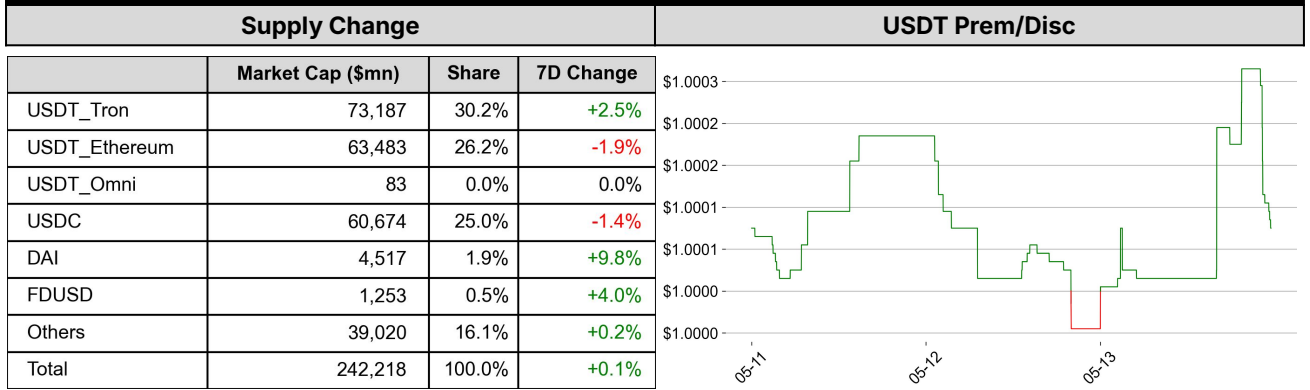 Supply Change
Market Cap ($mn) Share 7D Change
USDT_Tron 73,187 30.2% +2.5%
USDT_Ethereum 63,483 26.2% -1.9%
USDT_Omni 83 0.0% 0.0%
USDC 60,674 25.0% -1.4%
DAI 4,517 1.9% +9.8%
FDUSD 1,253 0.5% +4.0%
Others 39,020 16.1% +0.2%
Total 242,218 100.0% +0.1%
USDT Prem/Disc
$1.0003
$1.0002
$1.0002
$1.0001
$1.0001
$1.0000
$1.0000
05-11 05-12 05-13